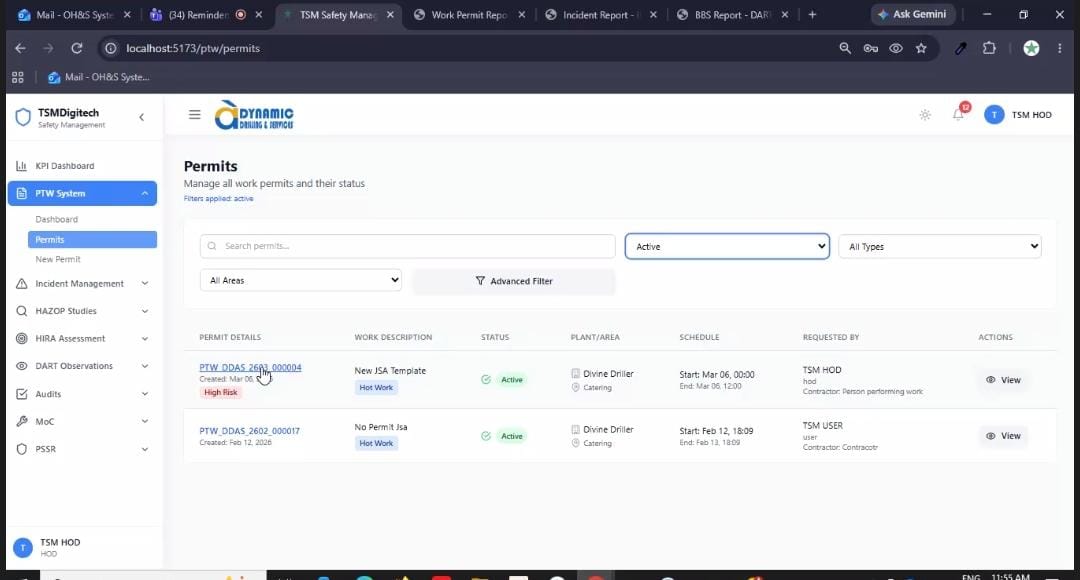 Mail - OH&S Syste
(34) Reminder
TSM Safety Manag
Work Permit Repo
Incident Report -
BBS Report - DAR
Ask Gemini
localhost:5173/ptw/permits
Mail - OH&S Syste...
TSMDigitech
Safety Management
DYNAMIC
DRILLING & SERVICES
12
T
TSM HOD
KPI Dashboard
PTW System
Dashboard
Permits
New Permit
Incident Management
HAZOP Studies
HIRA Assessment
DART Observations
Audits
MoC
PSSR
T
TSM HOD
HOD
Permits
Manage all work permits and their status
Filters applied: active
Search permits...
Active
All Types
All Areas
Advanced Filter
PERMIT DETAILS WORK DESCRIPTION STATUS PLANT/AREA SCHEDULE REQUESTED BY ACTIONS
PTW_DDAS_2603_000004
Created: Mar 06,
High Risk
New JSA Template
Hot Work
Active
Divine Driller
Catering
Start: Mar 06, 00:00
End: Mar 06, 12:00
TSM HOD
hod
Contractor: Person performing work
View
PTW_DDAS_2602_000017
Created: Feb 12, 2026
No Permit Jsa
Hot Work
Active
Divine Driller
Catering
Start: Feb 12, 18:09
End: Feb 13, 18:09
TSM USER
user
Contractor: Contracotr
View
ENG
11:55 AM